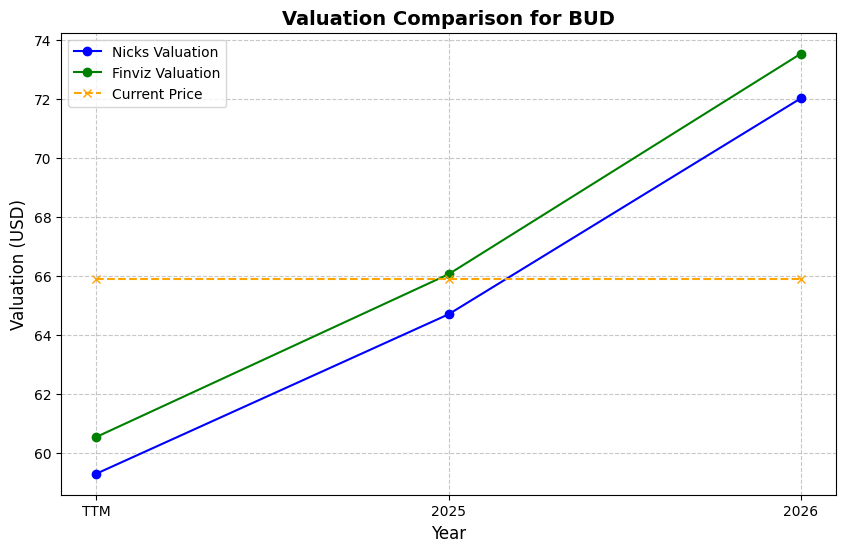 Valuation Comparison for BUD
Nicks Valuation
Finviz Valuation
Current Price
Valuation (USD)
74
72
70
68
66
64
62
60
TTM
2025
2026
Year